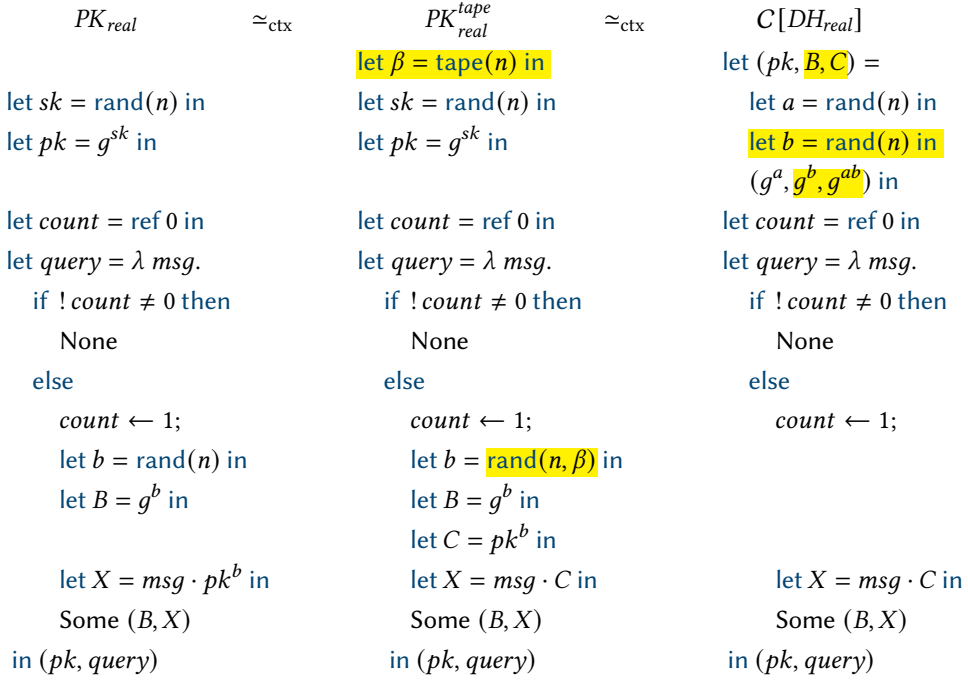 PK_real ≃_ctx PK_real^tape ≃_ctx C[DH_real]
let β = tape(n) in let (pk, B, C) =
let sk = rand(n) in let sk = rand(n) in let a = rand(n) in
let pk = g^sk in let pk = g^sk in let b = rand(n) in
(g^a, g^b, g^ab) in
let count = ref 0 in let count = ref 0 in let count = ref 0 in
let query = λ msg. let query = λ msg. let query = λ msg.
if ! count ≠ 0 then if ! count ≠ 0 then if ! count ≠ 0 then
None None None
else else else
count ← 1; count ← 1; count ← 1;
let b = rand(n) in let b = rand(n, β) in
let B = g^b in let B = g^b in
let C = pk^b in
let X = msg · pk^b in let X = msg · C in let X = msg · C in
Some (B, X) Some (B, X) Some (B, X)
in (pk, query) in (pk, query) in (pk, query)